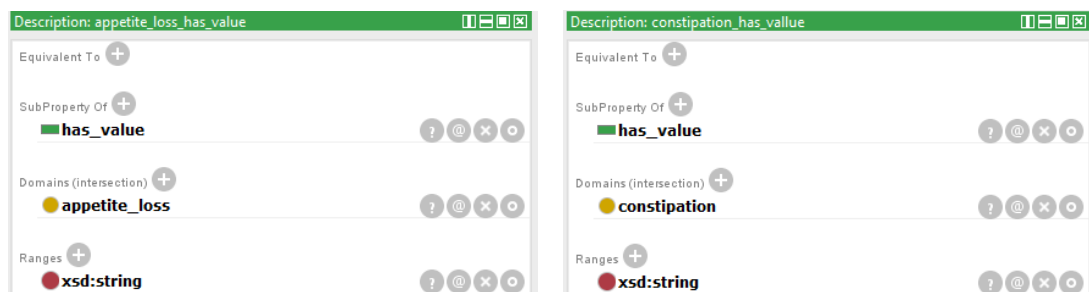 Description: appetite_loss_has_value
Equivalent To
SubProperty Of
has_value
Domains (intersection)
appetite_loss
Ranges
xsd:string
Description: constipation_has_vallue
Equivalent To
SubProperty Of
has_value
Domains (intersection)
constipation
Ranges
xsd:string